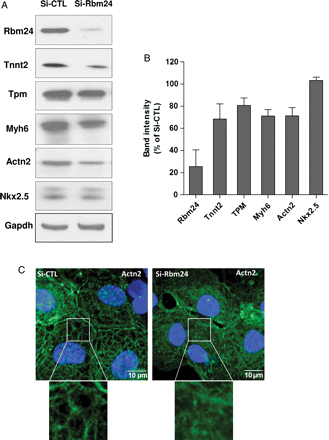 A
Si-CTL Si-Rbm24
Rbm24
Tnnt2
Tpm
Myh6
Actn2
Nkx2.5
Gapdh
B
Band intensity
(% of Si-CTL)
120
100
80
60
40
20
0
Rbm24
Tnnt2
TPM
Myh6
Actn2
Nkx2.5
C
Si-CTL Actn2
10 µm
Si-Rbm24 Actn2
10 µm